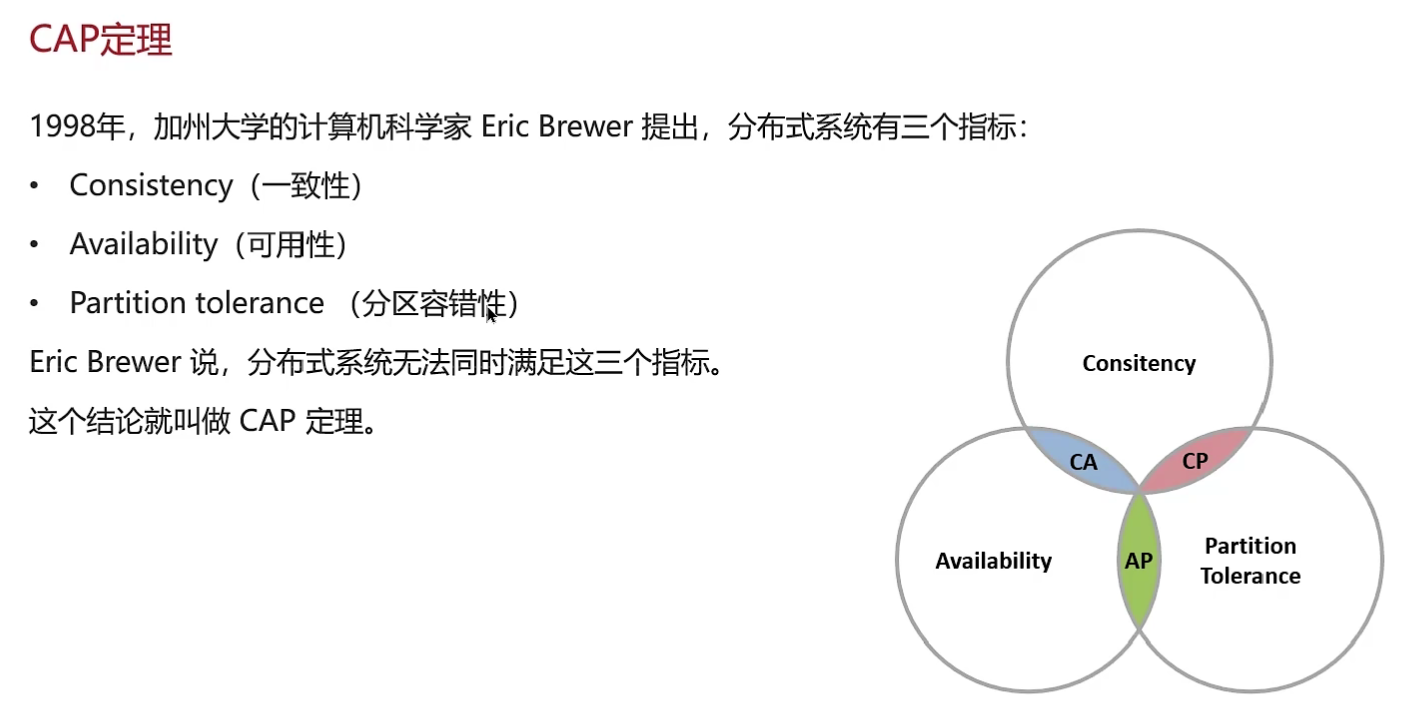 CAP定理
1998年，加州大学的计算机科学家 Eric Brewer 提出，分布式系统有三个指标：
• Consistency（一致性）
• Availability（可用性）
• Partition tolerance （分区容错性）
Eric Brewer 说，分布式系统无法同时满足这三个指标。
这个结论就叫做 CAP 定理。
Consitency
CA
CP
Availability
AP
Partition
Tolerance